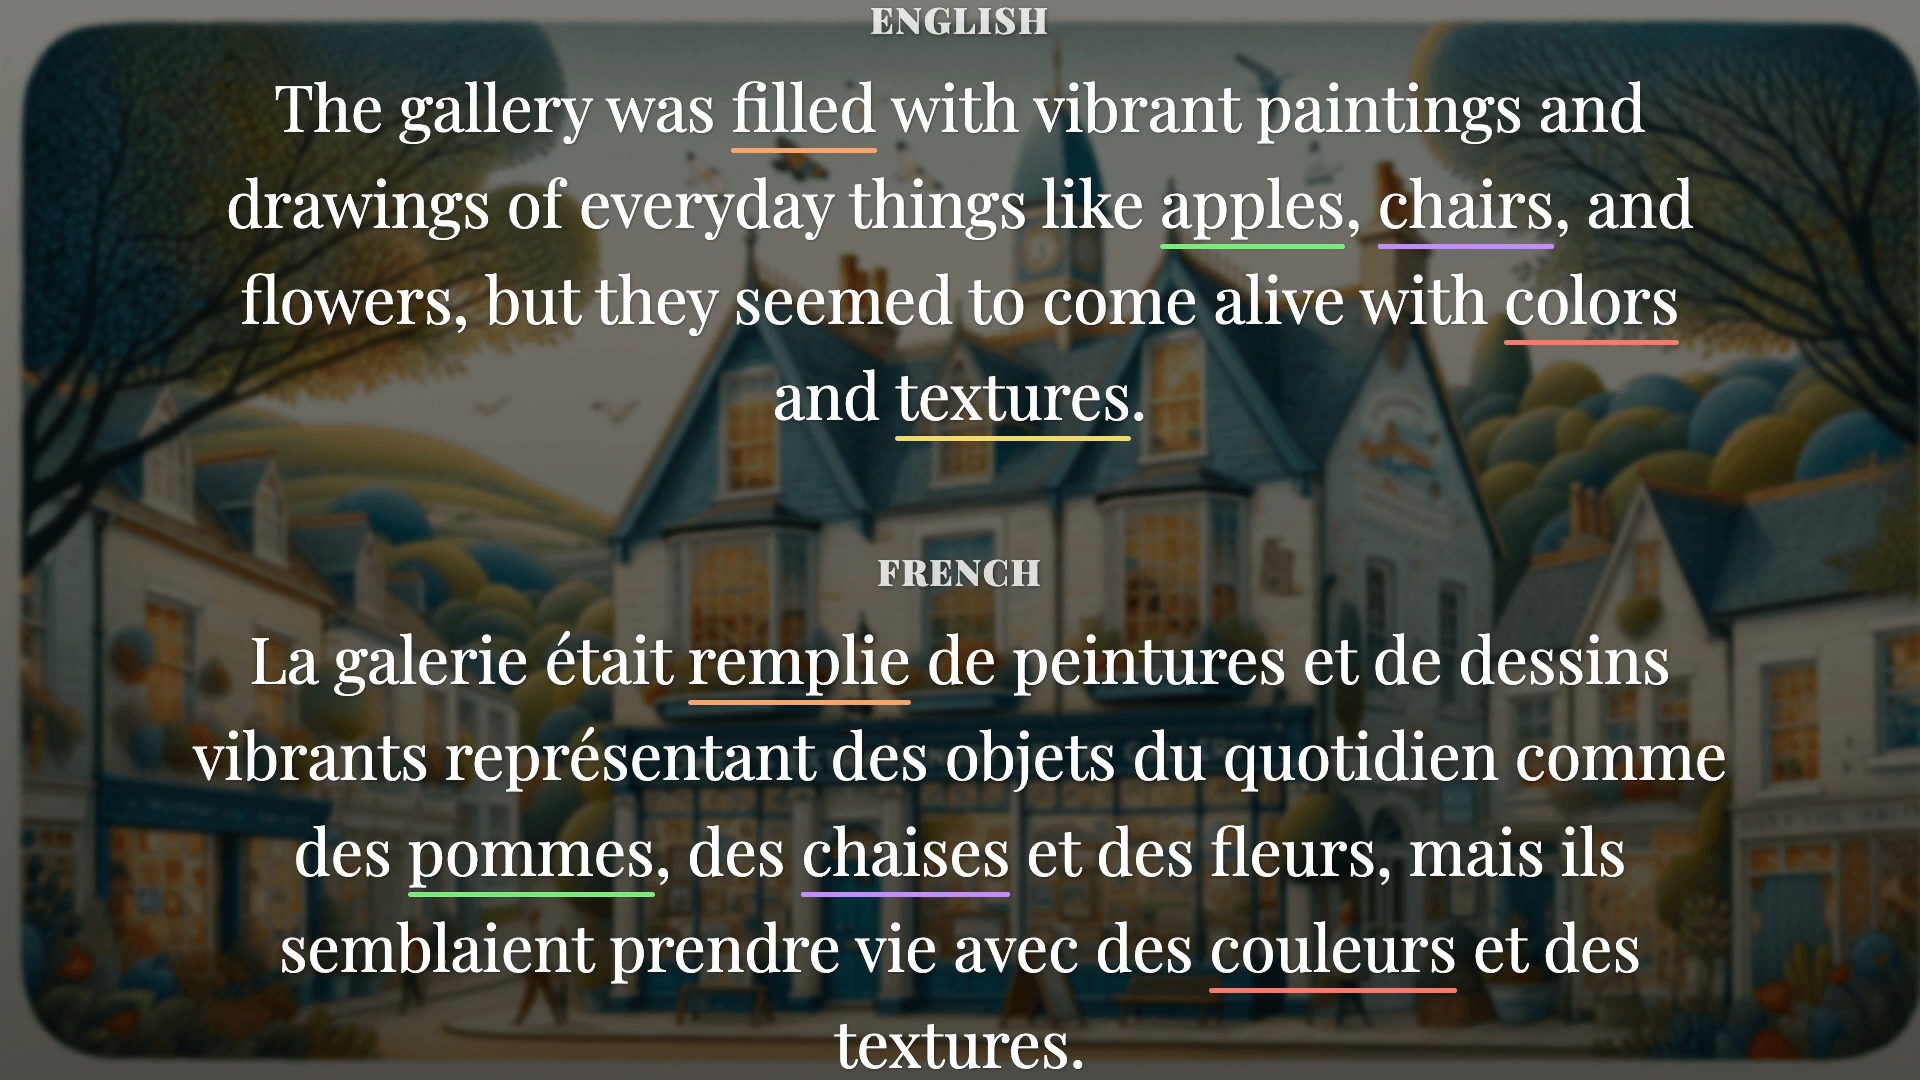 ENGLISH
The gallery was filled with vibrant paintings and
drawings of everyday things like apples, chairs, and
flowers, but they seemed to come alive with colors
and textures.
FRENCH
La galerie était remplie de peintures et de dessins
vibrants représentant des objets du quotidien comme
des pommes, des chaises et des fleurs, mais ils
semblaient prendre vie avec des couleurs et des
textures.